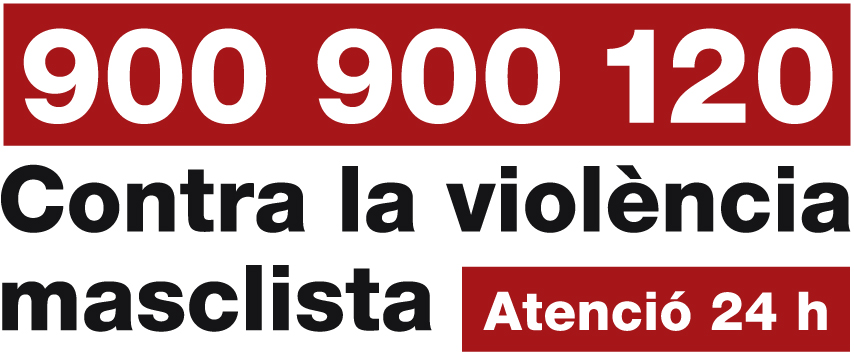 900 900 120
Contra la violència
masclista
Atenció 24 h